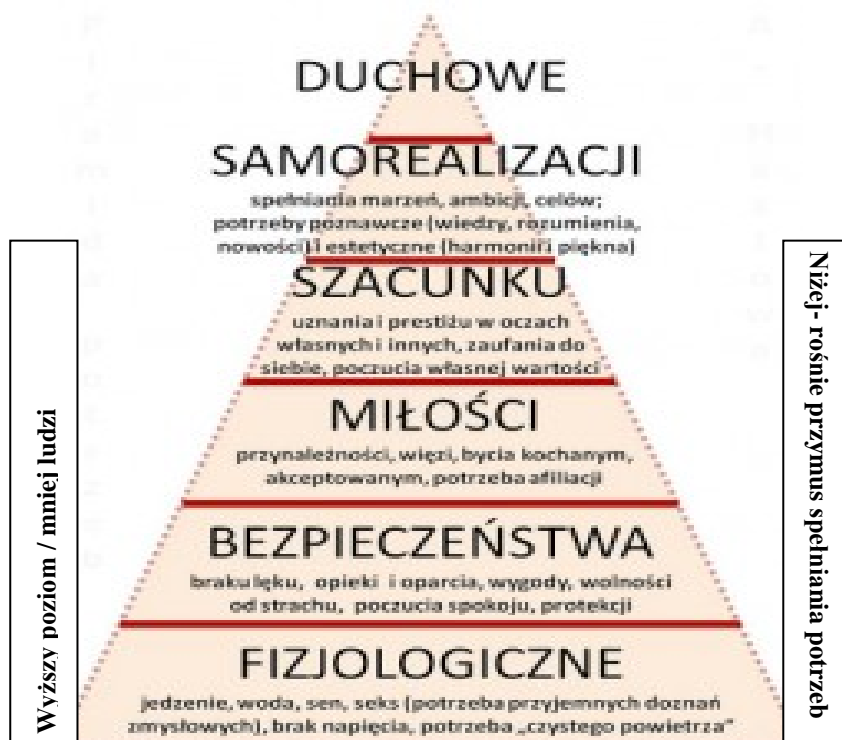 DUCHOWE
SAMOREALIZACJI
spełniania marzeń, ambicji, celów;
potrzeby poznawcze (wiedzy, rozumienia,
nowości) i estetyczne (harmonii i piękna)
SZACUNKU
uznania i prestiżu w oczach
własnych i innych, zaufania do
siebie, poczucia własnej wartości
MIŁOŚCI
przynależności, więzi, bycia kochanym,
akceptowanym, potrzeba afiliacji
BEZPIECZEŃSTWA
braku lęku, opieki i oparcia, wygody, wolności
od strachu, poczucia spokoju, protekcji
FIZJOLOGICZNE
jedzenie, woda, sen, seks (potrzeba przyjemnych doznań
zmysłowych), brak napięcia, potrzeba „czystego powietrza"
Wyższy poziom / mniej ludzi
Niżej- rośnie przymus spełniania potrzeb